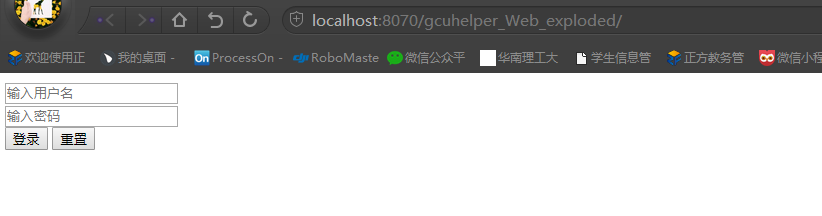 localhost:8070/gcuhelper_Web_exploded/
欢迎使用正 我的桌面 - On ProcessOn - RoboMaste 微信公众平 华南理工大 学生信息管 正方教务管 微信小程
输入用户名
输入密码
登录 重置